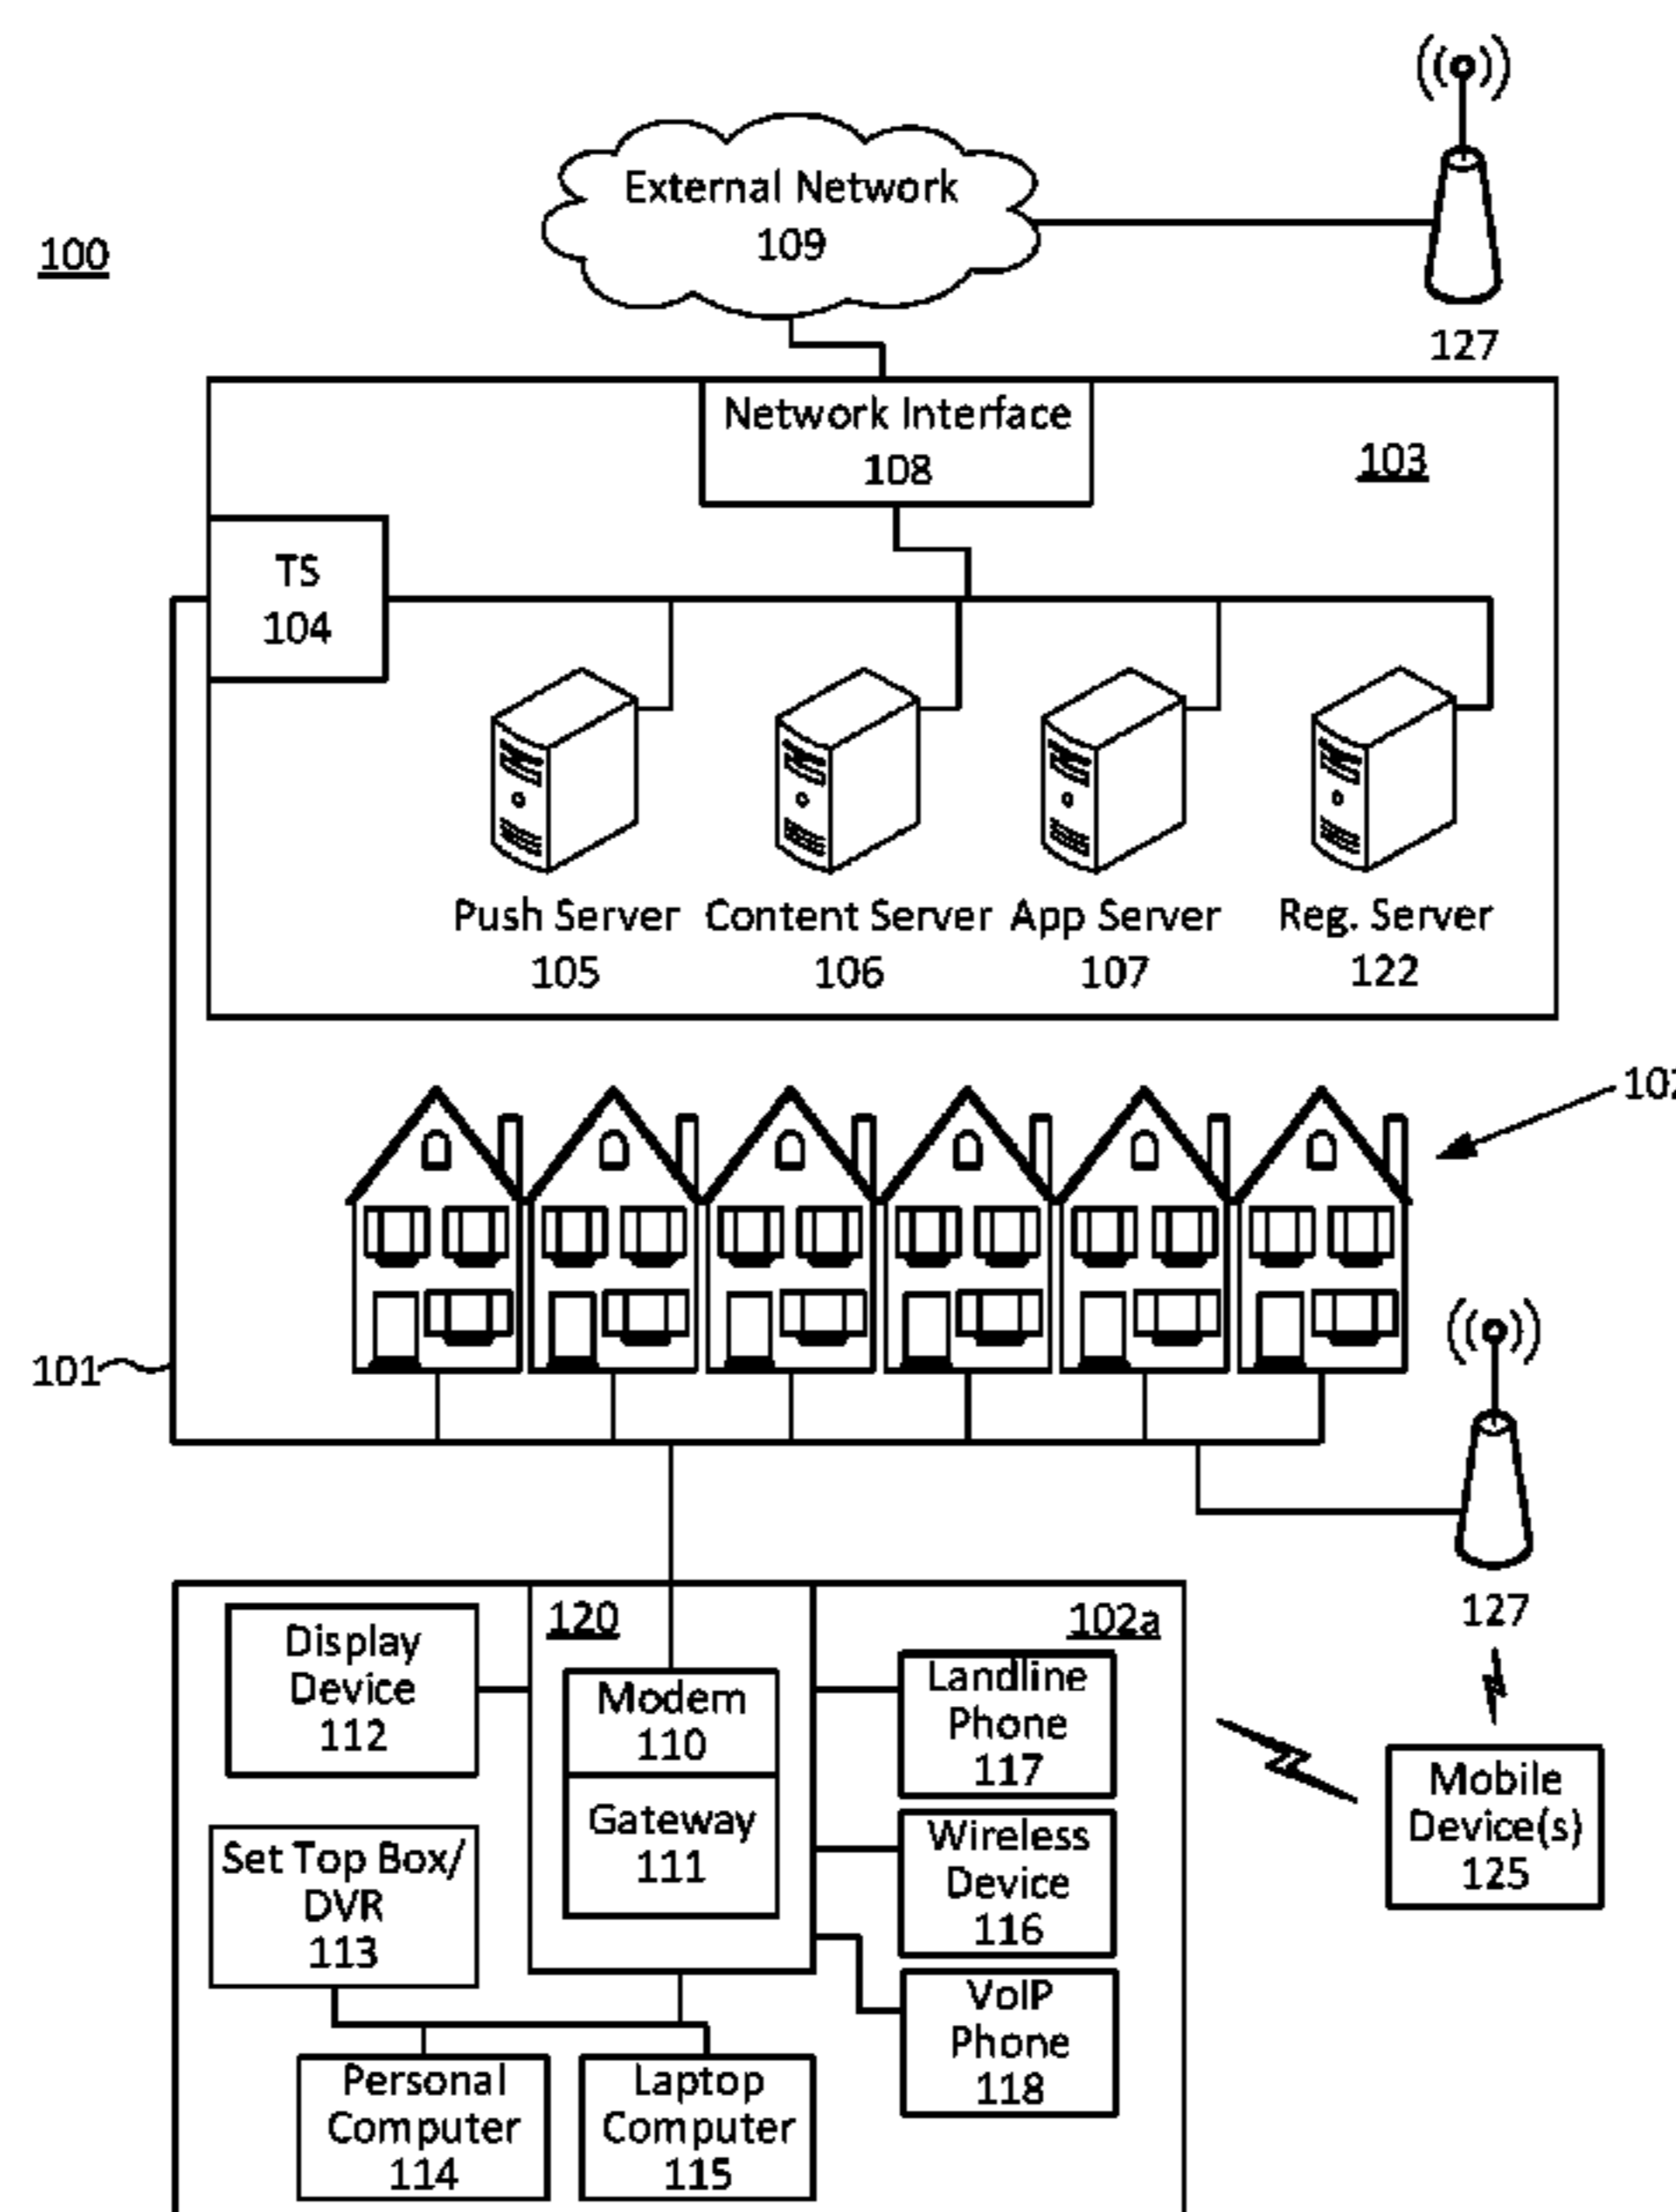 100
External Network
109
127
Network Interface
108
103
TS
104
Push Server
105
Content Server
106
App Server
107
Reg. Server
122
102
101
127
120
102a
Display
Device
112
Modem
110
Gateway
111
Landline
Phone
117
Wireless
Device
116
VoIP
Phone
118
Mobile
Device(s)
125
Set Top Box/
DVR
113
Personal
Computer
114
Laptop
Computer
115